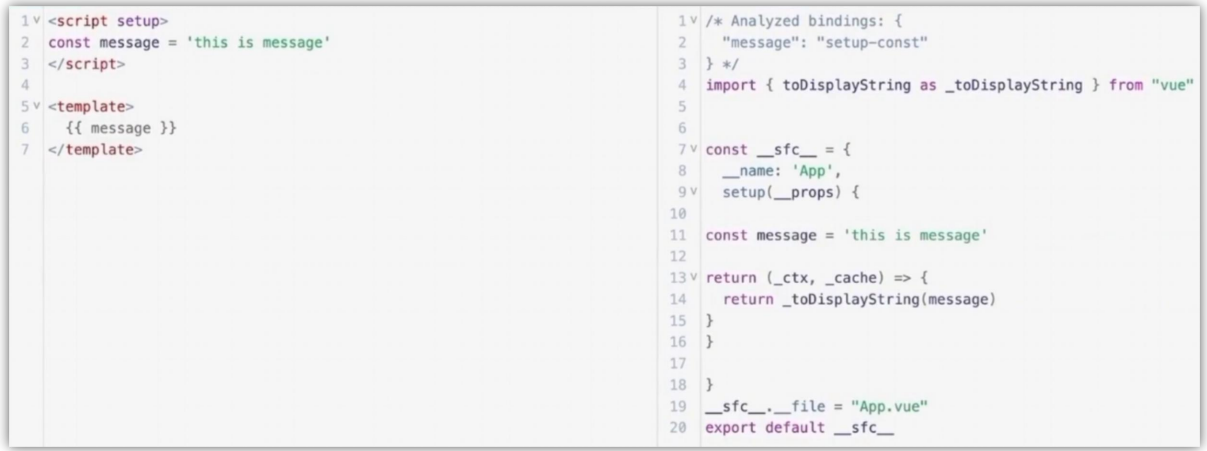 1 <script setup>
2 const message = 'this is message'
3 </script>
4
5 <template>
6   {{ message }}
7 </template>
1 /* Analyzed bindings: {
2   "message": "setup-const"
3 } */
4 import { toDisplayString as _toDisplayString } from "vue"
5
6
7 const __sfc__ = {
8   __name: 'App',
9   setup(__props) {
10
11 const message = 'this is message'
12
13 return (_ctx, _cache) => {
14   return _toDisplayString(message)
15 }
16 }
17
18 }
19 __sfc__.__file = "App.vue"
20 export default __sfc__